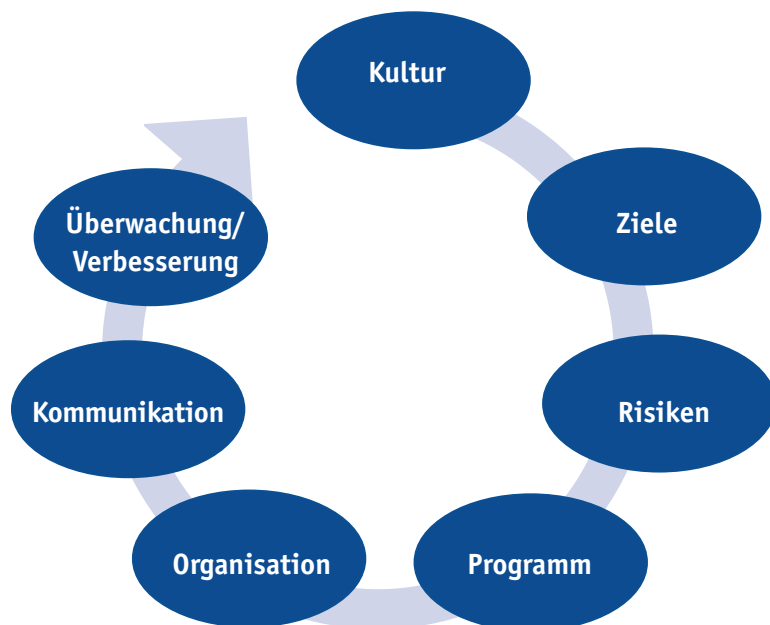 Kultur
Ziele
Risiken
Programm
Organisation
Kommunikation
Überwachung/
Verbesserung